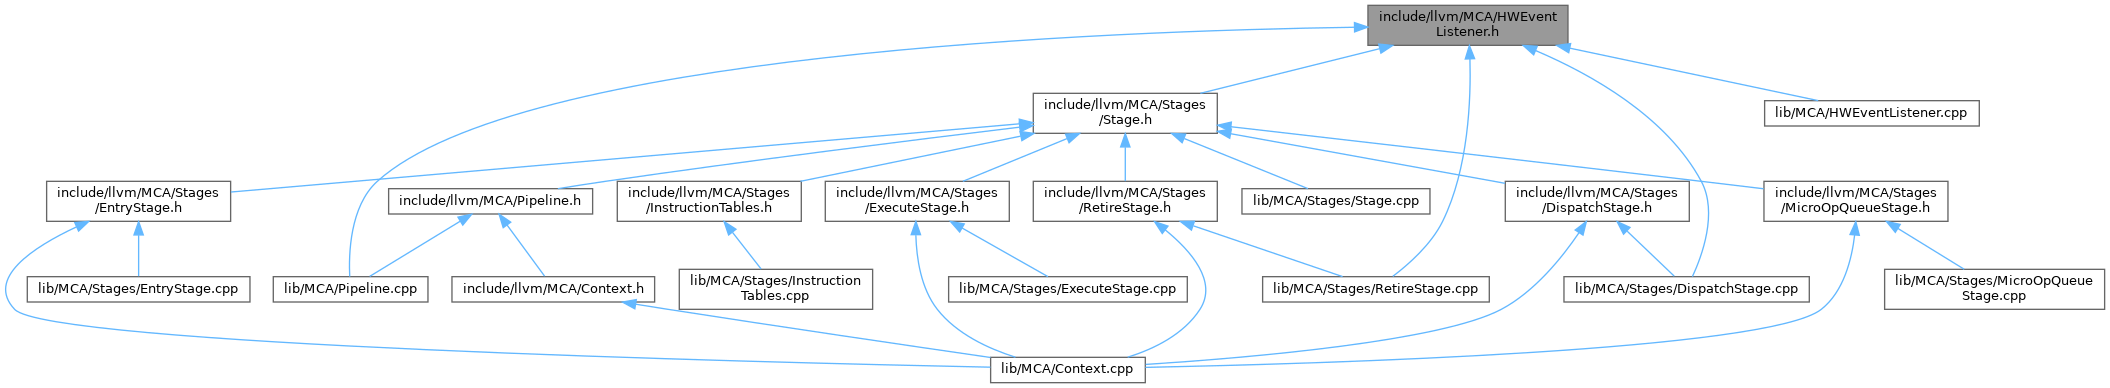 include/llvm/MCA/HWEvent
Listener.h
include/llvm/MCA/Stages
/Stage.h
lib/MCA/HWEventListener.cpp
include/llvm/MCA/Stages
/EntryStage.h
include/llvm/MCA/Pipeline.h
include/llvm/MCA/Stages
/InstructionTables.h
include/llvm/MCA/Stages
/ExecuteStage.h
include/llvm/MCA/Stages
/RetireStage.h
lib/MCA/Stages/Stage.cpp
include/llvm/MCA/Stages
/DispatchStage.h
include/llvm/MCA/Stages
/MicroOpQueueStage.h
lib/MCA/Stages/EntryStage.cpp
lib/MCA/Pipeline.cpp
include/llvm/MCA/Context.h
lib/MCA/Stages/Instruction
Tables.cpp
lib/MCA/Stages/ExecuteStage.cpp
lib/MCA/Stages/RetireStage.cpp
lib/MCA/Stages/DispatchStage.cpp
lib/MCA/Stages/MicroOpQueue
Stage.cpp
lib/MCA/Context.cpp